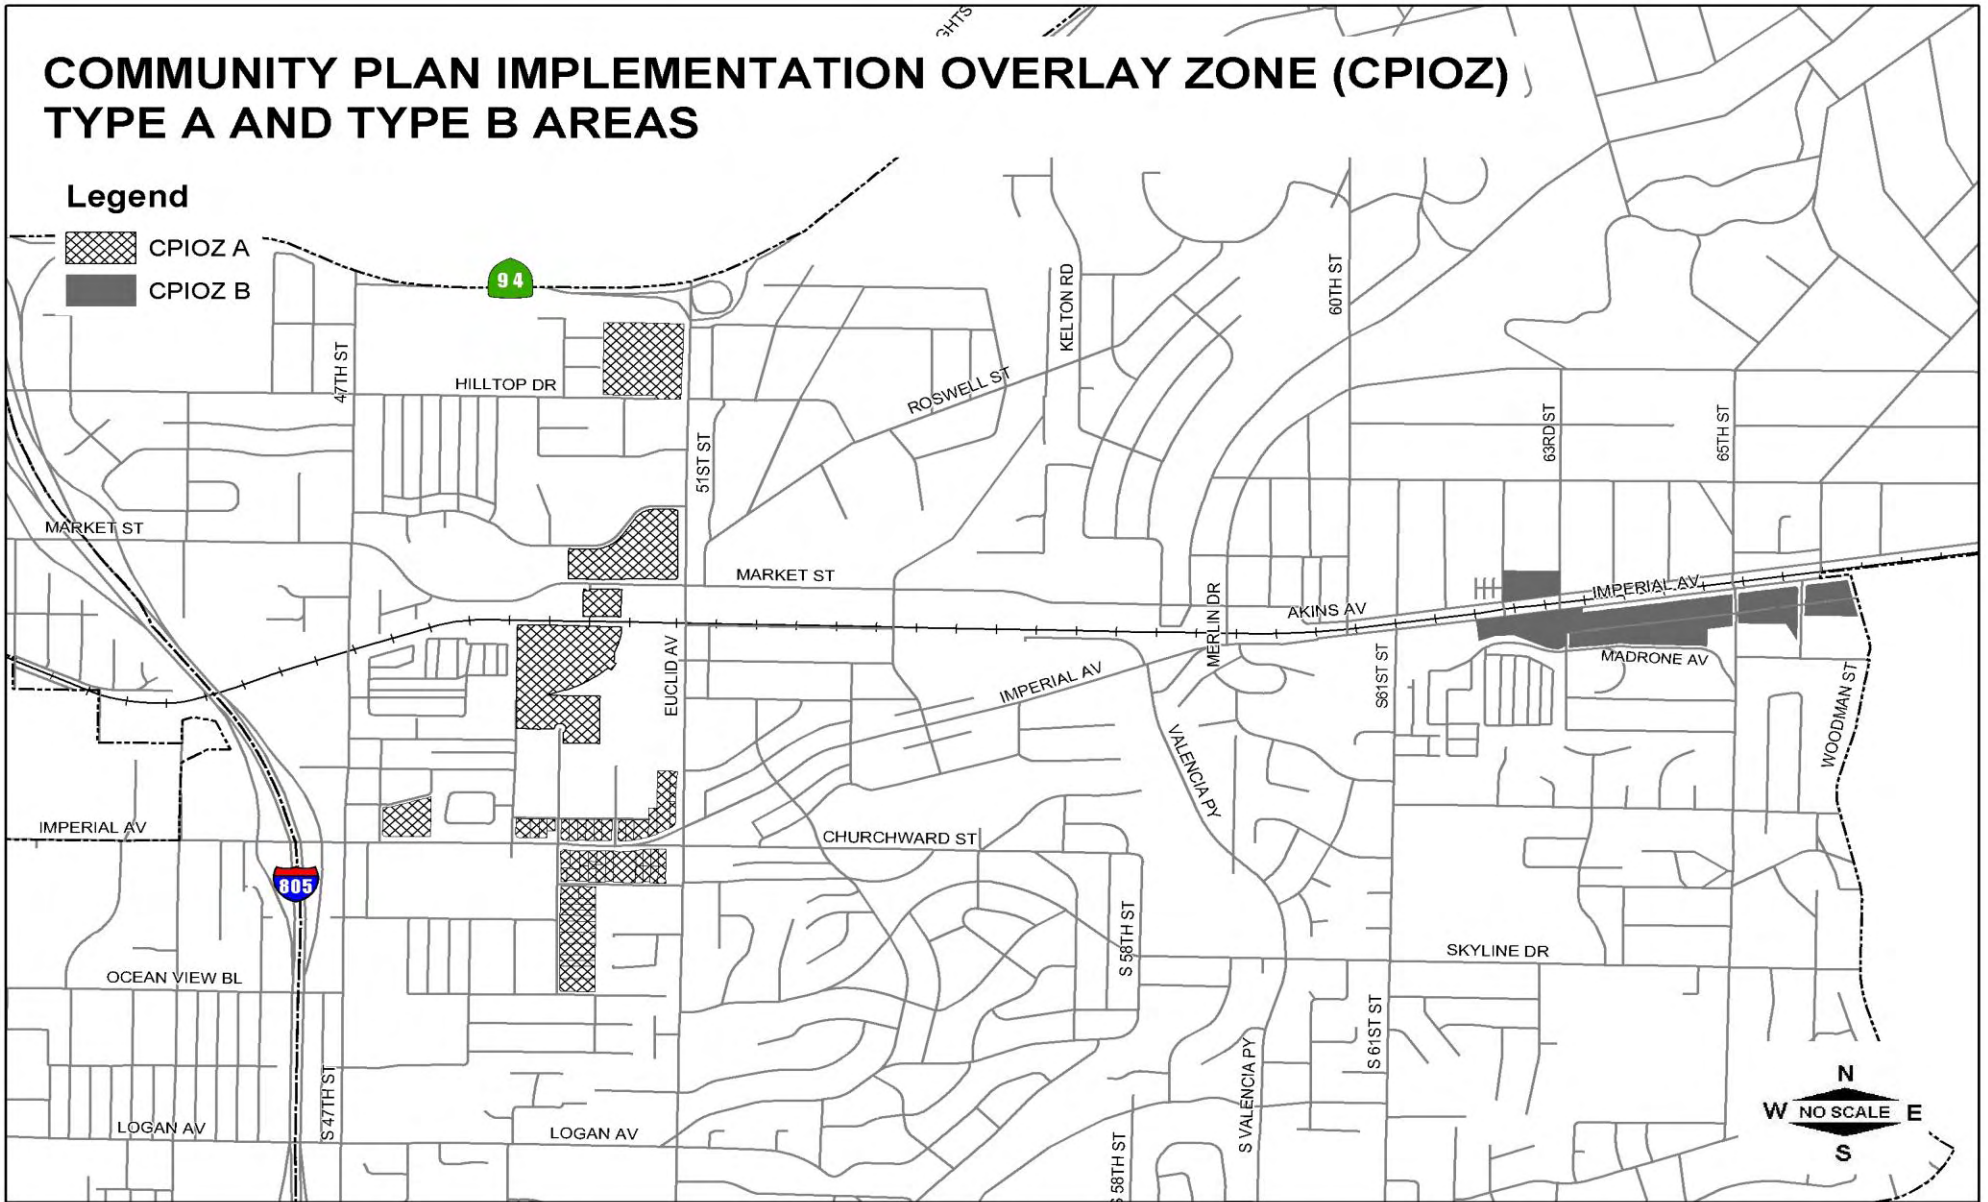 GHTS
COMMUNITY PLAN IMPLEMENTATION OVERLAY ZONE (CPIOZ)
TYPE A AND TYPE B AREAS
Legend
CPIOZ A
CPIOZ B
94
47TH ST
HILLTOP DR
51ST ST
ROSWELL ST
KELTON RD
60TH ST
63RD ST
65TH ST
MARKET ST
MARKET ST
EUCLID AV
IMPERIAL AV
MERLIN DR
AKINS AV
IMPERIAL AV
MADRONE AV
S61ST ST
WOODMAN ST
VALENCIA PY
IMPERIAL AV
CHURCHWARD ST
805
S 58TH ST
SKYLINE DR
OCEAN VIEW BL
S 47TH ST
S 61ST ST
S VALENCIA PY
LOGAN AV
LOGAN AV
S 58TH ST
N
W NO SCALE E
S